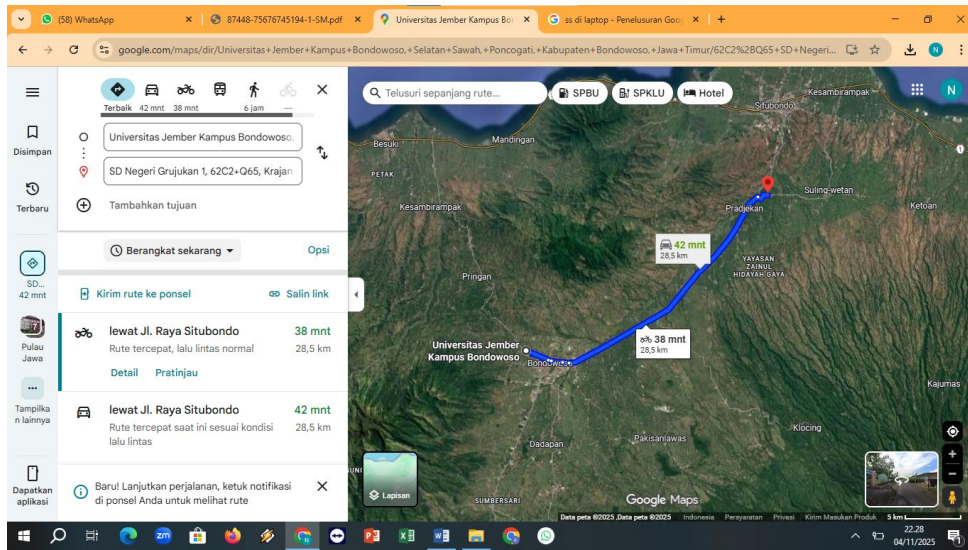 (58) WhatsApp
87448-75676745194-1-SM.pdf
Universitas Jember Kampus Bor
ss di laptop - Penelusuran Goog
google.com/maps/dir/Universitas+Jember+Kampus+Bondowoso,+Selatan+Sawah,+Poncogati,+Kabupaten+Bondowoso,+Jawa+Timur/62C2%2BQ65+SD+Negeri...
N
Disimpan
Terbaru
SD...
42 mnt
Pulau
Jawa
Tampilka
n lainnya
Dapatkan
aplikasi
Terbaik
42 mnt
38 mnt
6 jam
Universitas Jember Kampus Bondowoso,
SD Negeri Grujukan 1, 62C2+Q65, Krajan
Tambahkan tujuan
Berangkat sekarang
Opsi
Kirim rute ke ponsel
Salin link
lewat Jl. Raya Situbondo
38 mnt
Rute tercepat, lalu lintas normal
28,5 km
Detail
Pratinjau
lewat Jl. Raya Situbondo
42 mnt
Rute tercepat saat ini sesuai kondisi
28,5 km
lalu lintas
Baru! Lanjutkan perjalanan, ketuk notifikasi
di ponsel Anda untuk melihat rute
Telusuri sepanjang rute...
SPBU
SPKLU
Hotel
N
Kesambirampak
Situbondo
Besuki
Mandingan
PETAK
Kesambirampak
Suling-wetan
Pradjekan
Ketoan
42 mnt
28,5 km
YAYASAN
ZAINUL
HIDAYAH GAYA
Pringan
38 mnt
28,5 km
Universitas Jember
Kampus Bondowoso
Bondowoso
Kajumas
Klocing
Dadapan
Pakisanlawas
Lapisan
SUMBERSARI
Google Maps
Data peta ©2025 ,Data peta ©2025
Indonesia
Persyaratan
Privasi
Kirim Masukan Produk
5 km
zm
22.28
04/11/2025